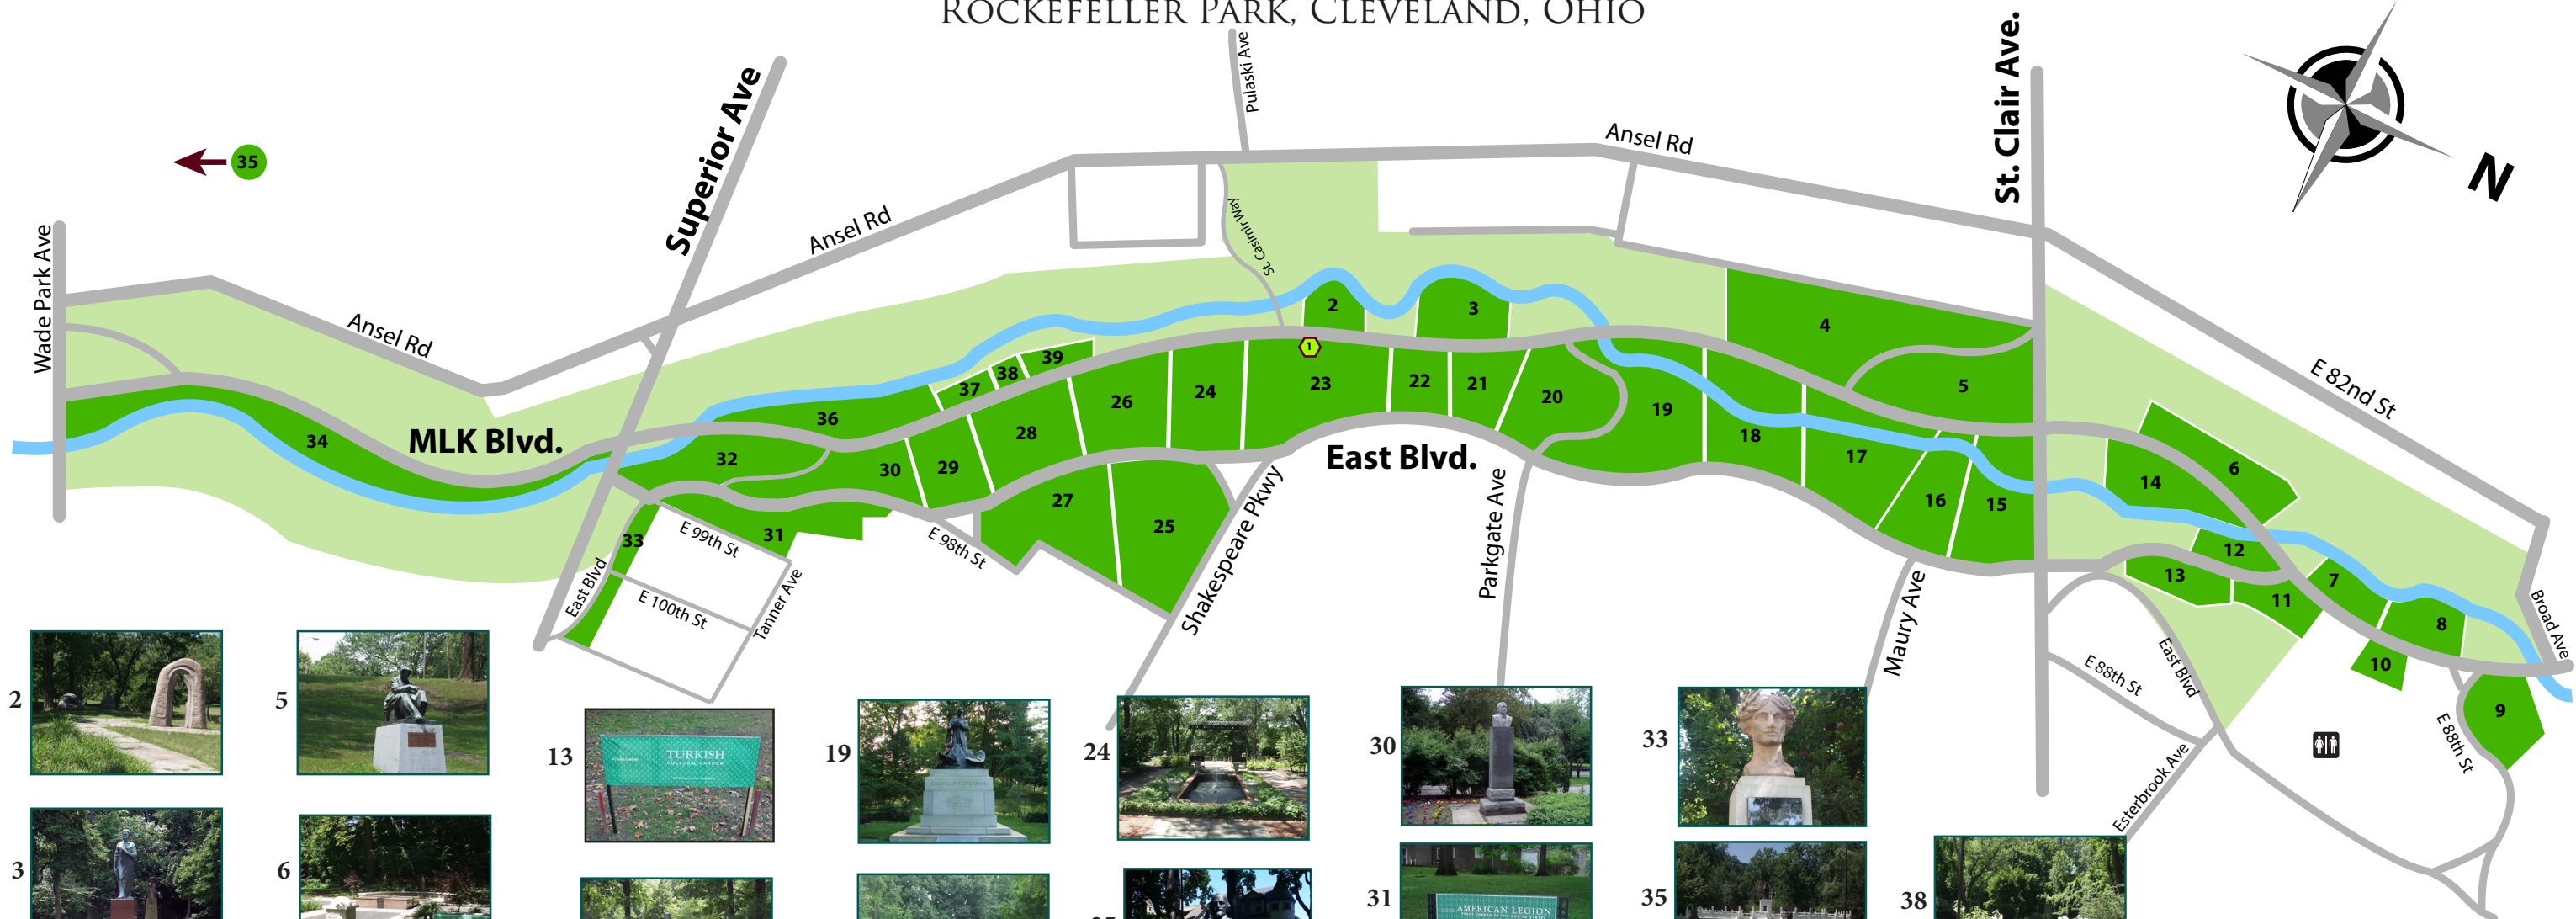 ROCKEFELLER PARK, CLEVELAND, OHIO
Pulaski Ave
Superior Ave
St. Clair Ave.
Ansel Rd
N
35
Wade Park Ave
Ansel Rd
St. Casimir Way
Ansel Rd
E 82nd St
2
3
4
5
1
39
38
37
36
26
24
23
22
21
20
19
18
17
16
15
14
6
34
MLK Blvd.
32
30
29
28
East Blvd.
12
13
7
11
8
10
9
33
31
27
25
E 99th St
E 98th St
East Blvd
E 100th St
Tanner Ave
Shakespeare Pkwy
Parkgate Ave
Maury Ave
E 88th St
East Blvd
Broad Ave
E 88th St
Esterbrook Ave
2
5
13
TURKISH
CULTURAL GARDEN
19
24
30
33
3
6
31
AMERICAN LEGION
35
38